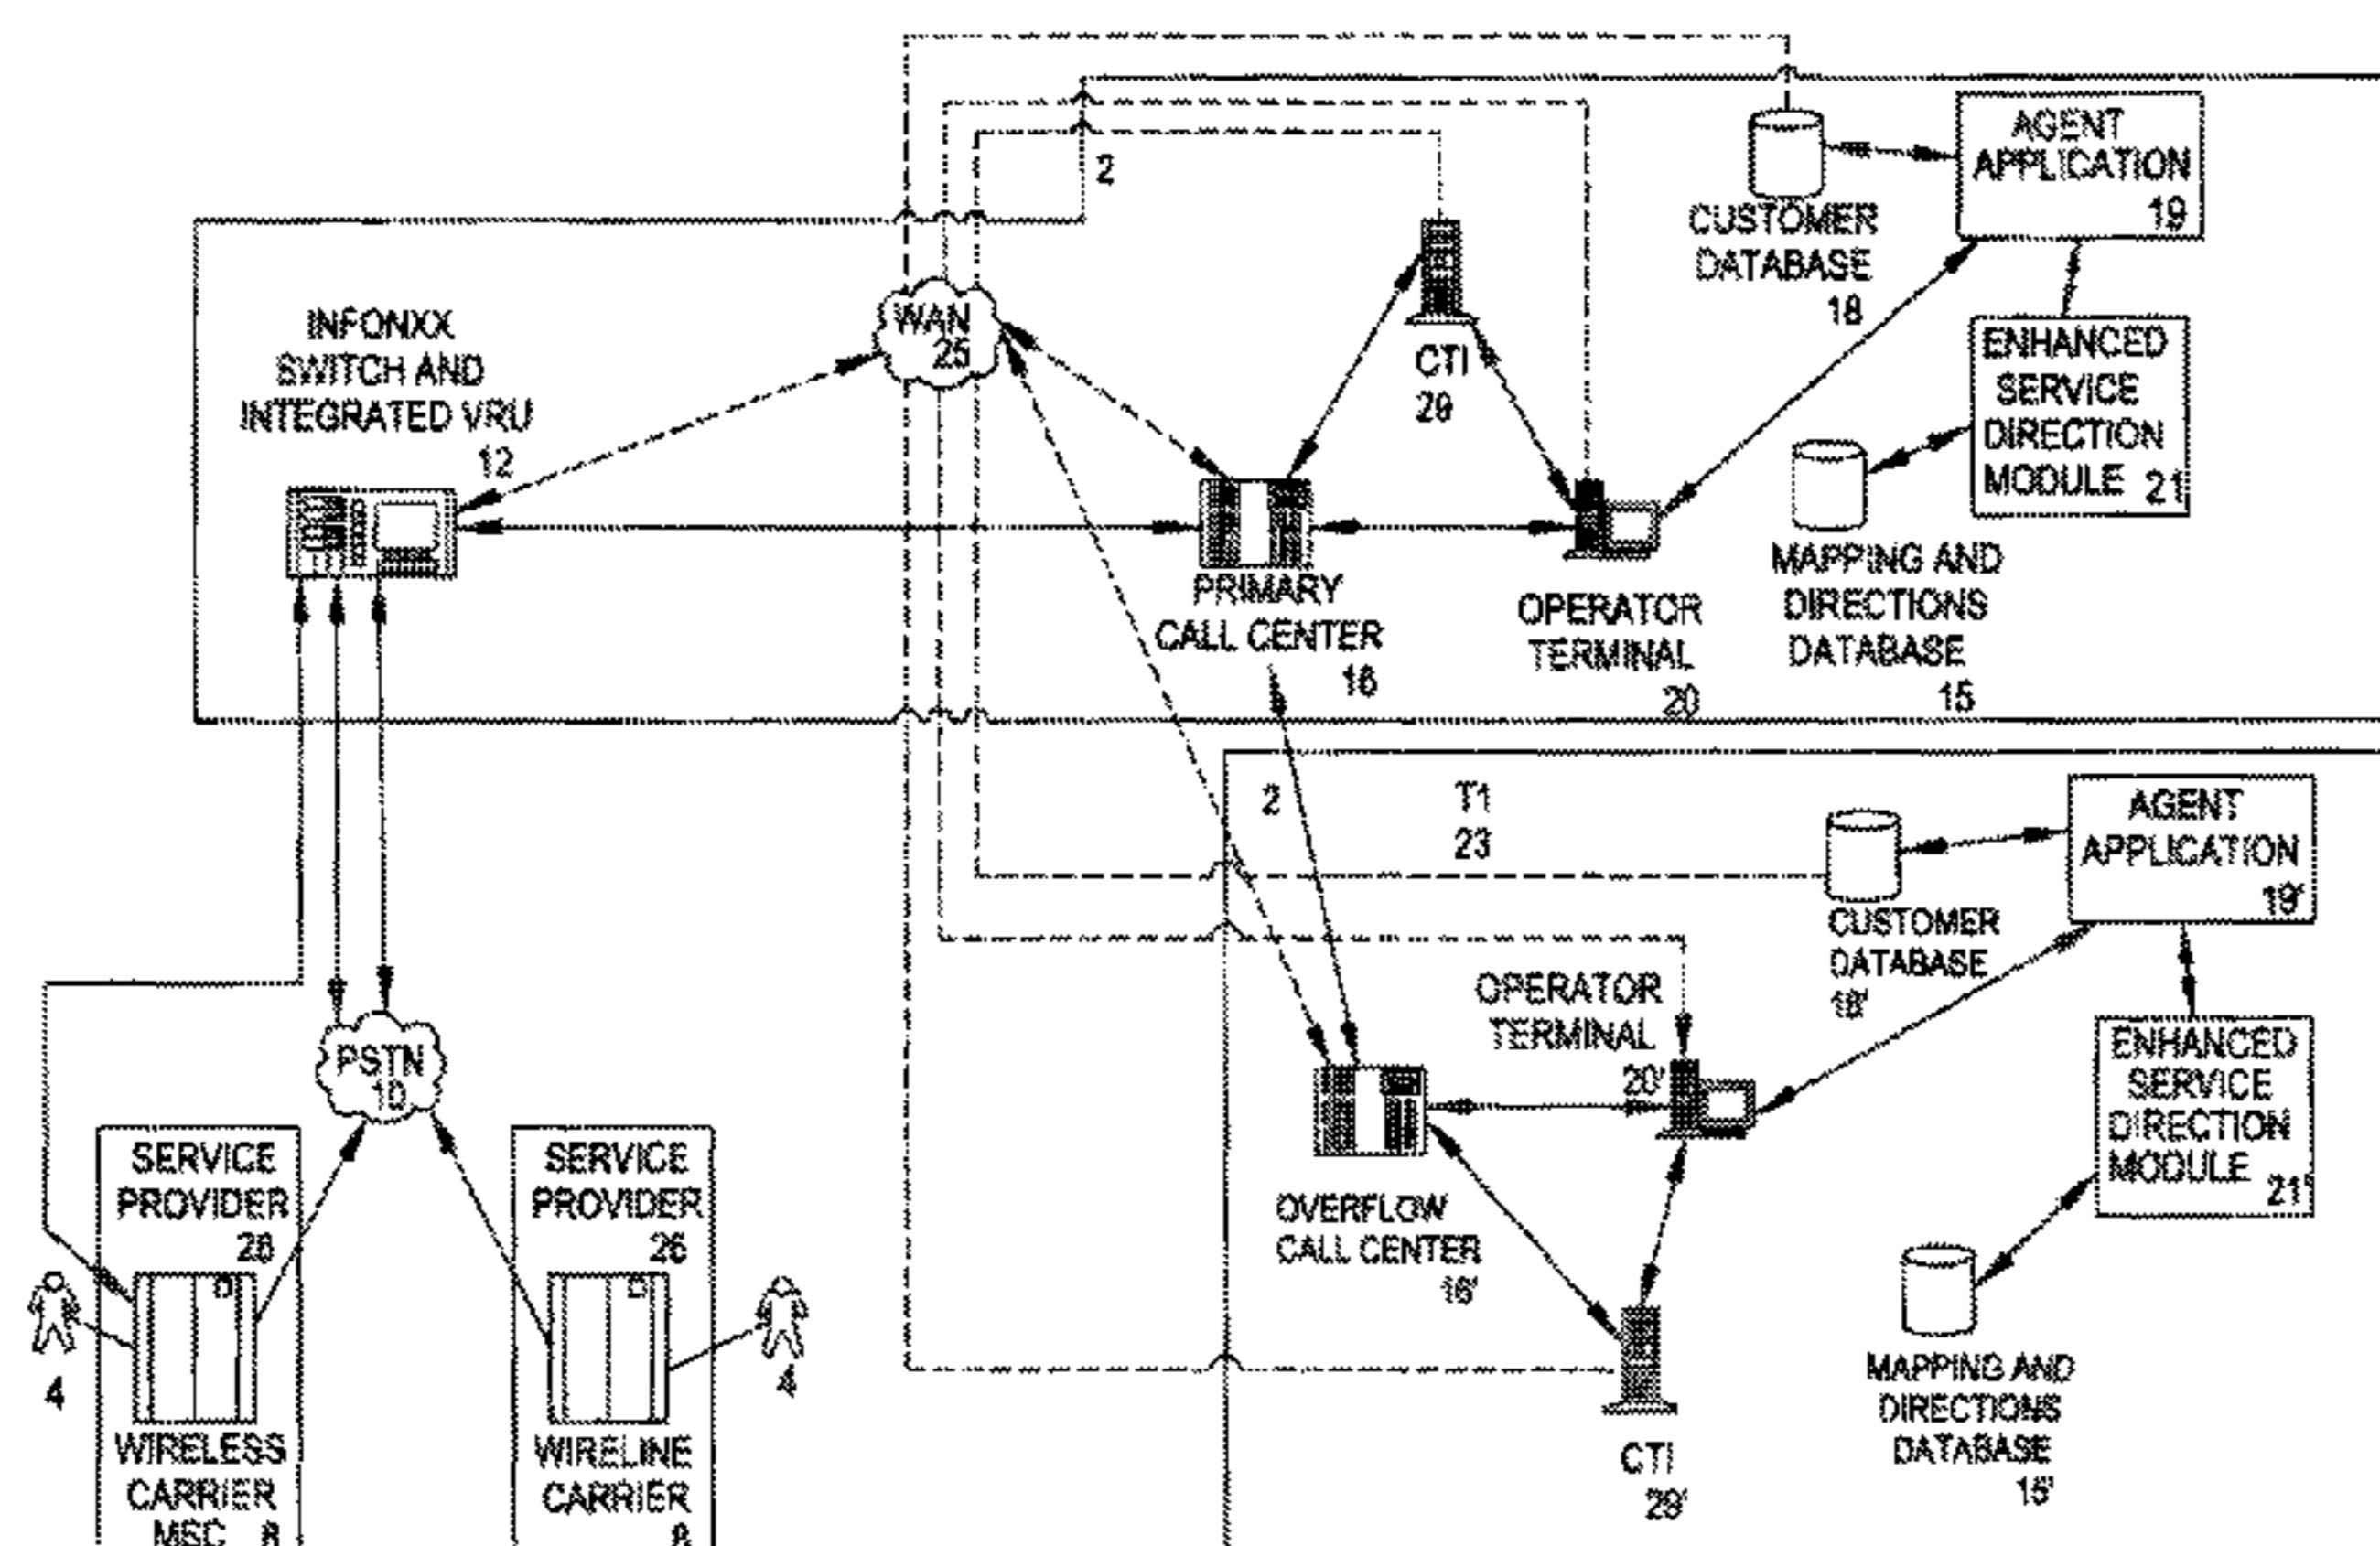 2
AGENT
APPLICATION
19
CUSTOMER
DATABASE
18
INFONXX
SWITCH AND
INTEGRATED VRU
12
WAN
25
CTI
29
ENHANCED
SERVICE
DIRECTION
MODULE 21
PRIMARY
CALL CENTER
16
OPERATOR
TERMINAL
20
MAPPING AND
DIRECTIONS
DATABASE
15
2
T1
23
AGENT
APPLICATION
19'
CUSTOMER
DATABASE
18'
OPERATOR
TERMINAL
20'
ENHANCED
SERVICE
DIRECTION
MODULE
21'
PSTN
10
SERVICE
PROVIDER
26
SERVICE
PROVIDER
26
OVERFLOW
CALL CENTER
16'
4
4
WIRELESS
CARRIER
MSC 8
WIRELINE
CARRIER
8
CTI
29'
MAPPING AND
DIRECTIONS
DATABASE
15'